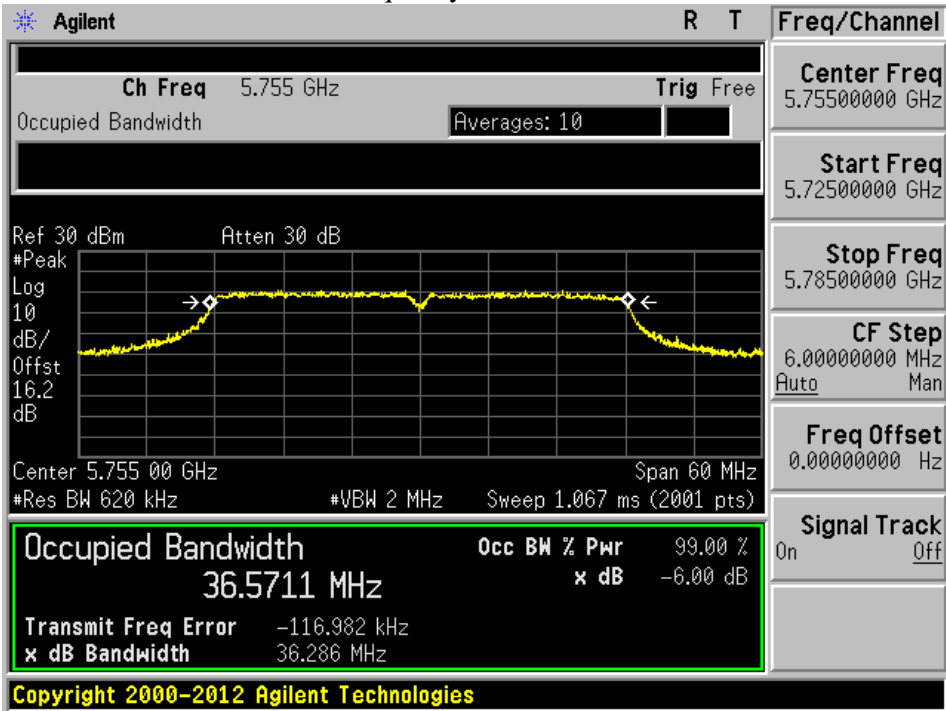 Agilent R T Freq/Channel
Ch Freq 5.755 GHz Trig Free
Occupied Bandwidth Averages: 10
Center Freq
5.75500000 GHz
Start Freq
5.72500000 GHz
Stop Freq
5.78500000 GHz
CF Step
6.00000000 MHz
Auto Man
Freq Offset
0.00000000 Hz
Signal Track
On Off
Ref 30 dBm Atten 30 dB
#Peak
Log
10
dB/
Offst
16.2
dB
Center 5.755 00 GHz Span 60 MHz
#Res BW 620 kHz #VBW 2 MHz Sweep 1.067 ms (2001 pts)
Occupied Bandwidth Occ BW % Pwr 99.00 %
36.5711 MHz x dB -6.00 dB
Transmit Freq Error -116.982 kHz
x dB Bandwidth 36.286 MHz
Copyright 2000-2012 Agilent Technologies